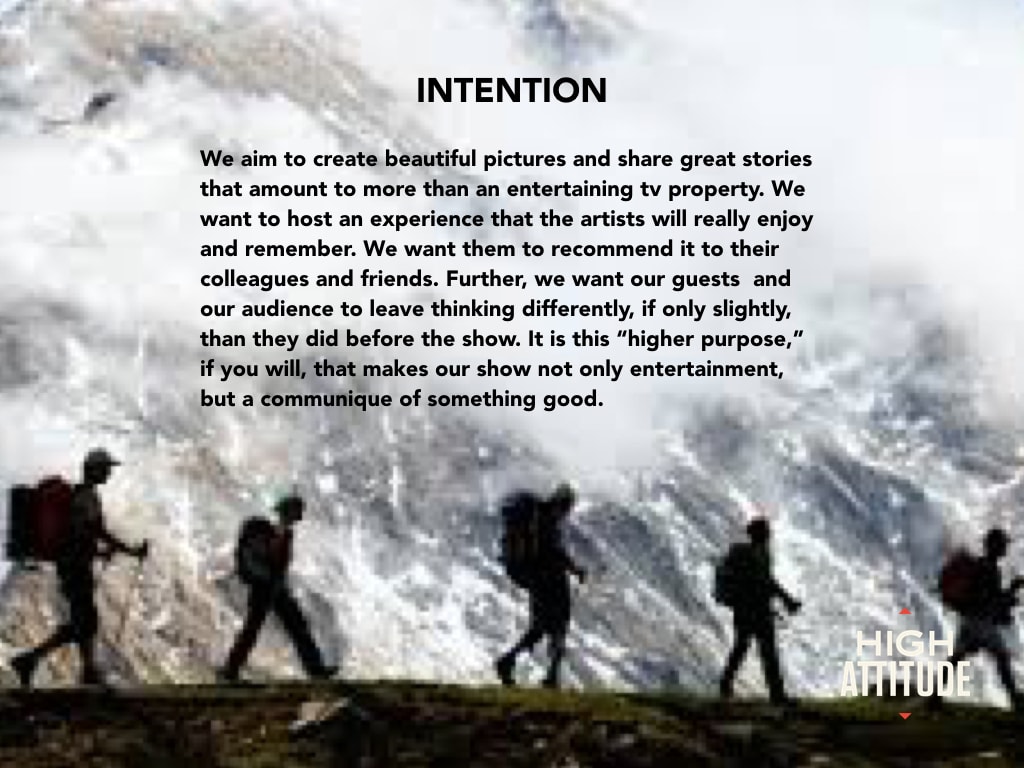 INTENTION
We aim to create beautiful pictures and share great stories
that amount to more than an entertaining tv property. We
want to host an experience that the artists will really enjoy
and remember. We want them to recommend it to their
colleagues and friends. Further, we want our guests  and
our audience to leave thinking differently, if only slightly,
than they did before the show. It is this “higher purpose,”
if you will, that makes our show not only entertainment,
but a communique of something good.
HIGH
ATTITUDE